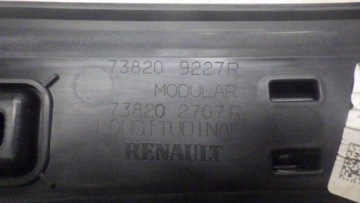 73820 9227R
MODULAR
73820 2707R
LONGITUDINAL
RENAULT